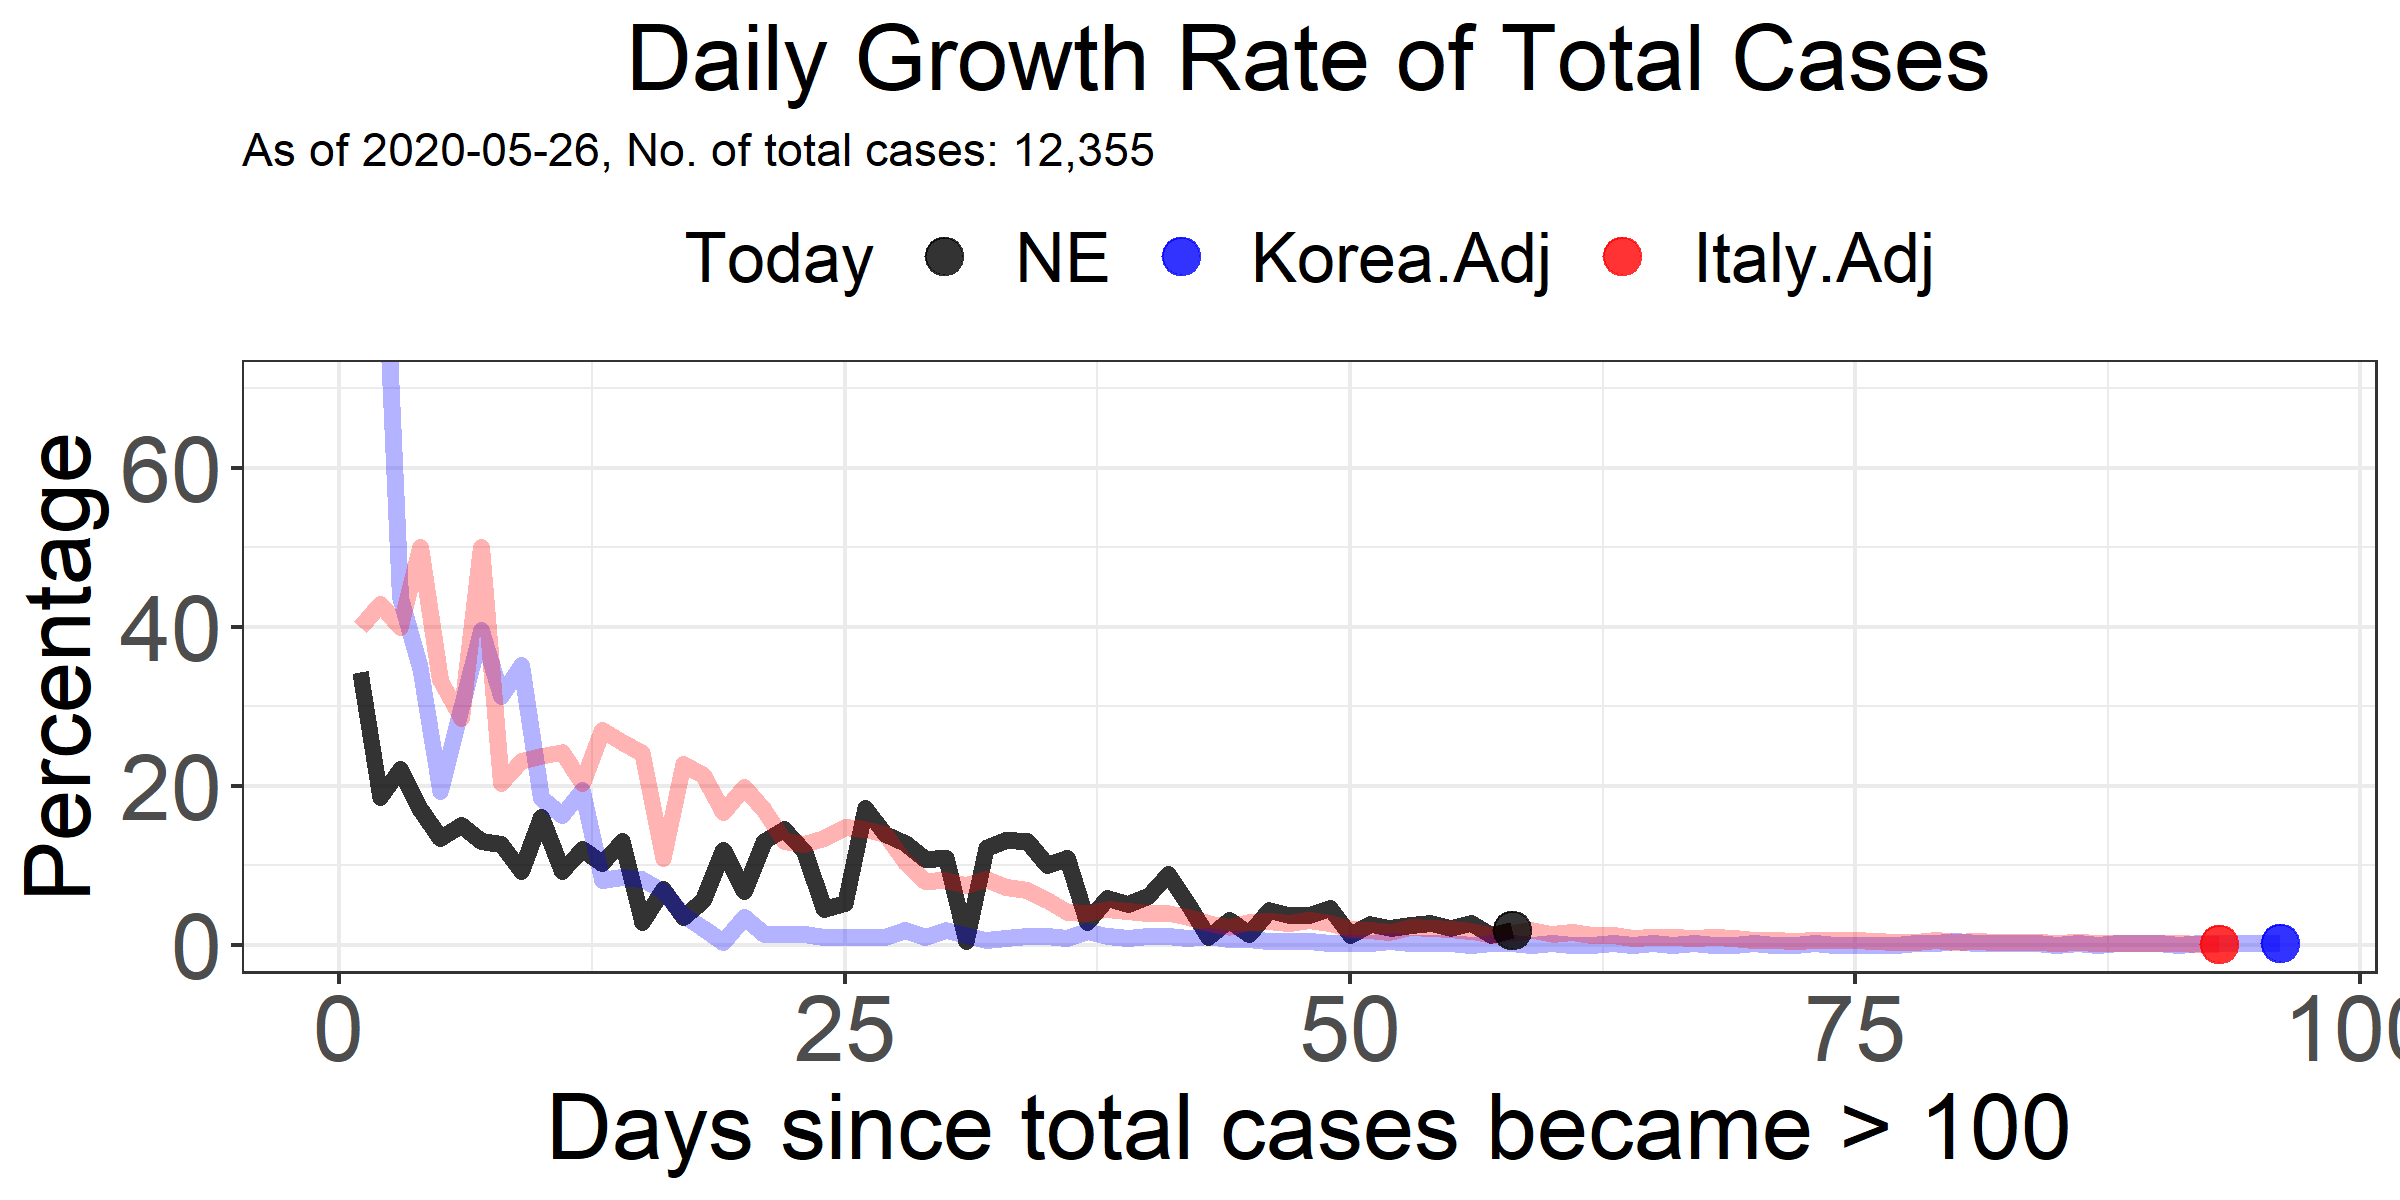 Daily Growth Rate of Total Cases
As of 2020-05-26, No. of total cases: 12,355
Today NE Korea.Adj Italy.Adj
Percentage
60
40
20
0
0 25 50 75 100
Days since total cases became > 100